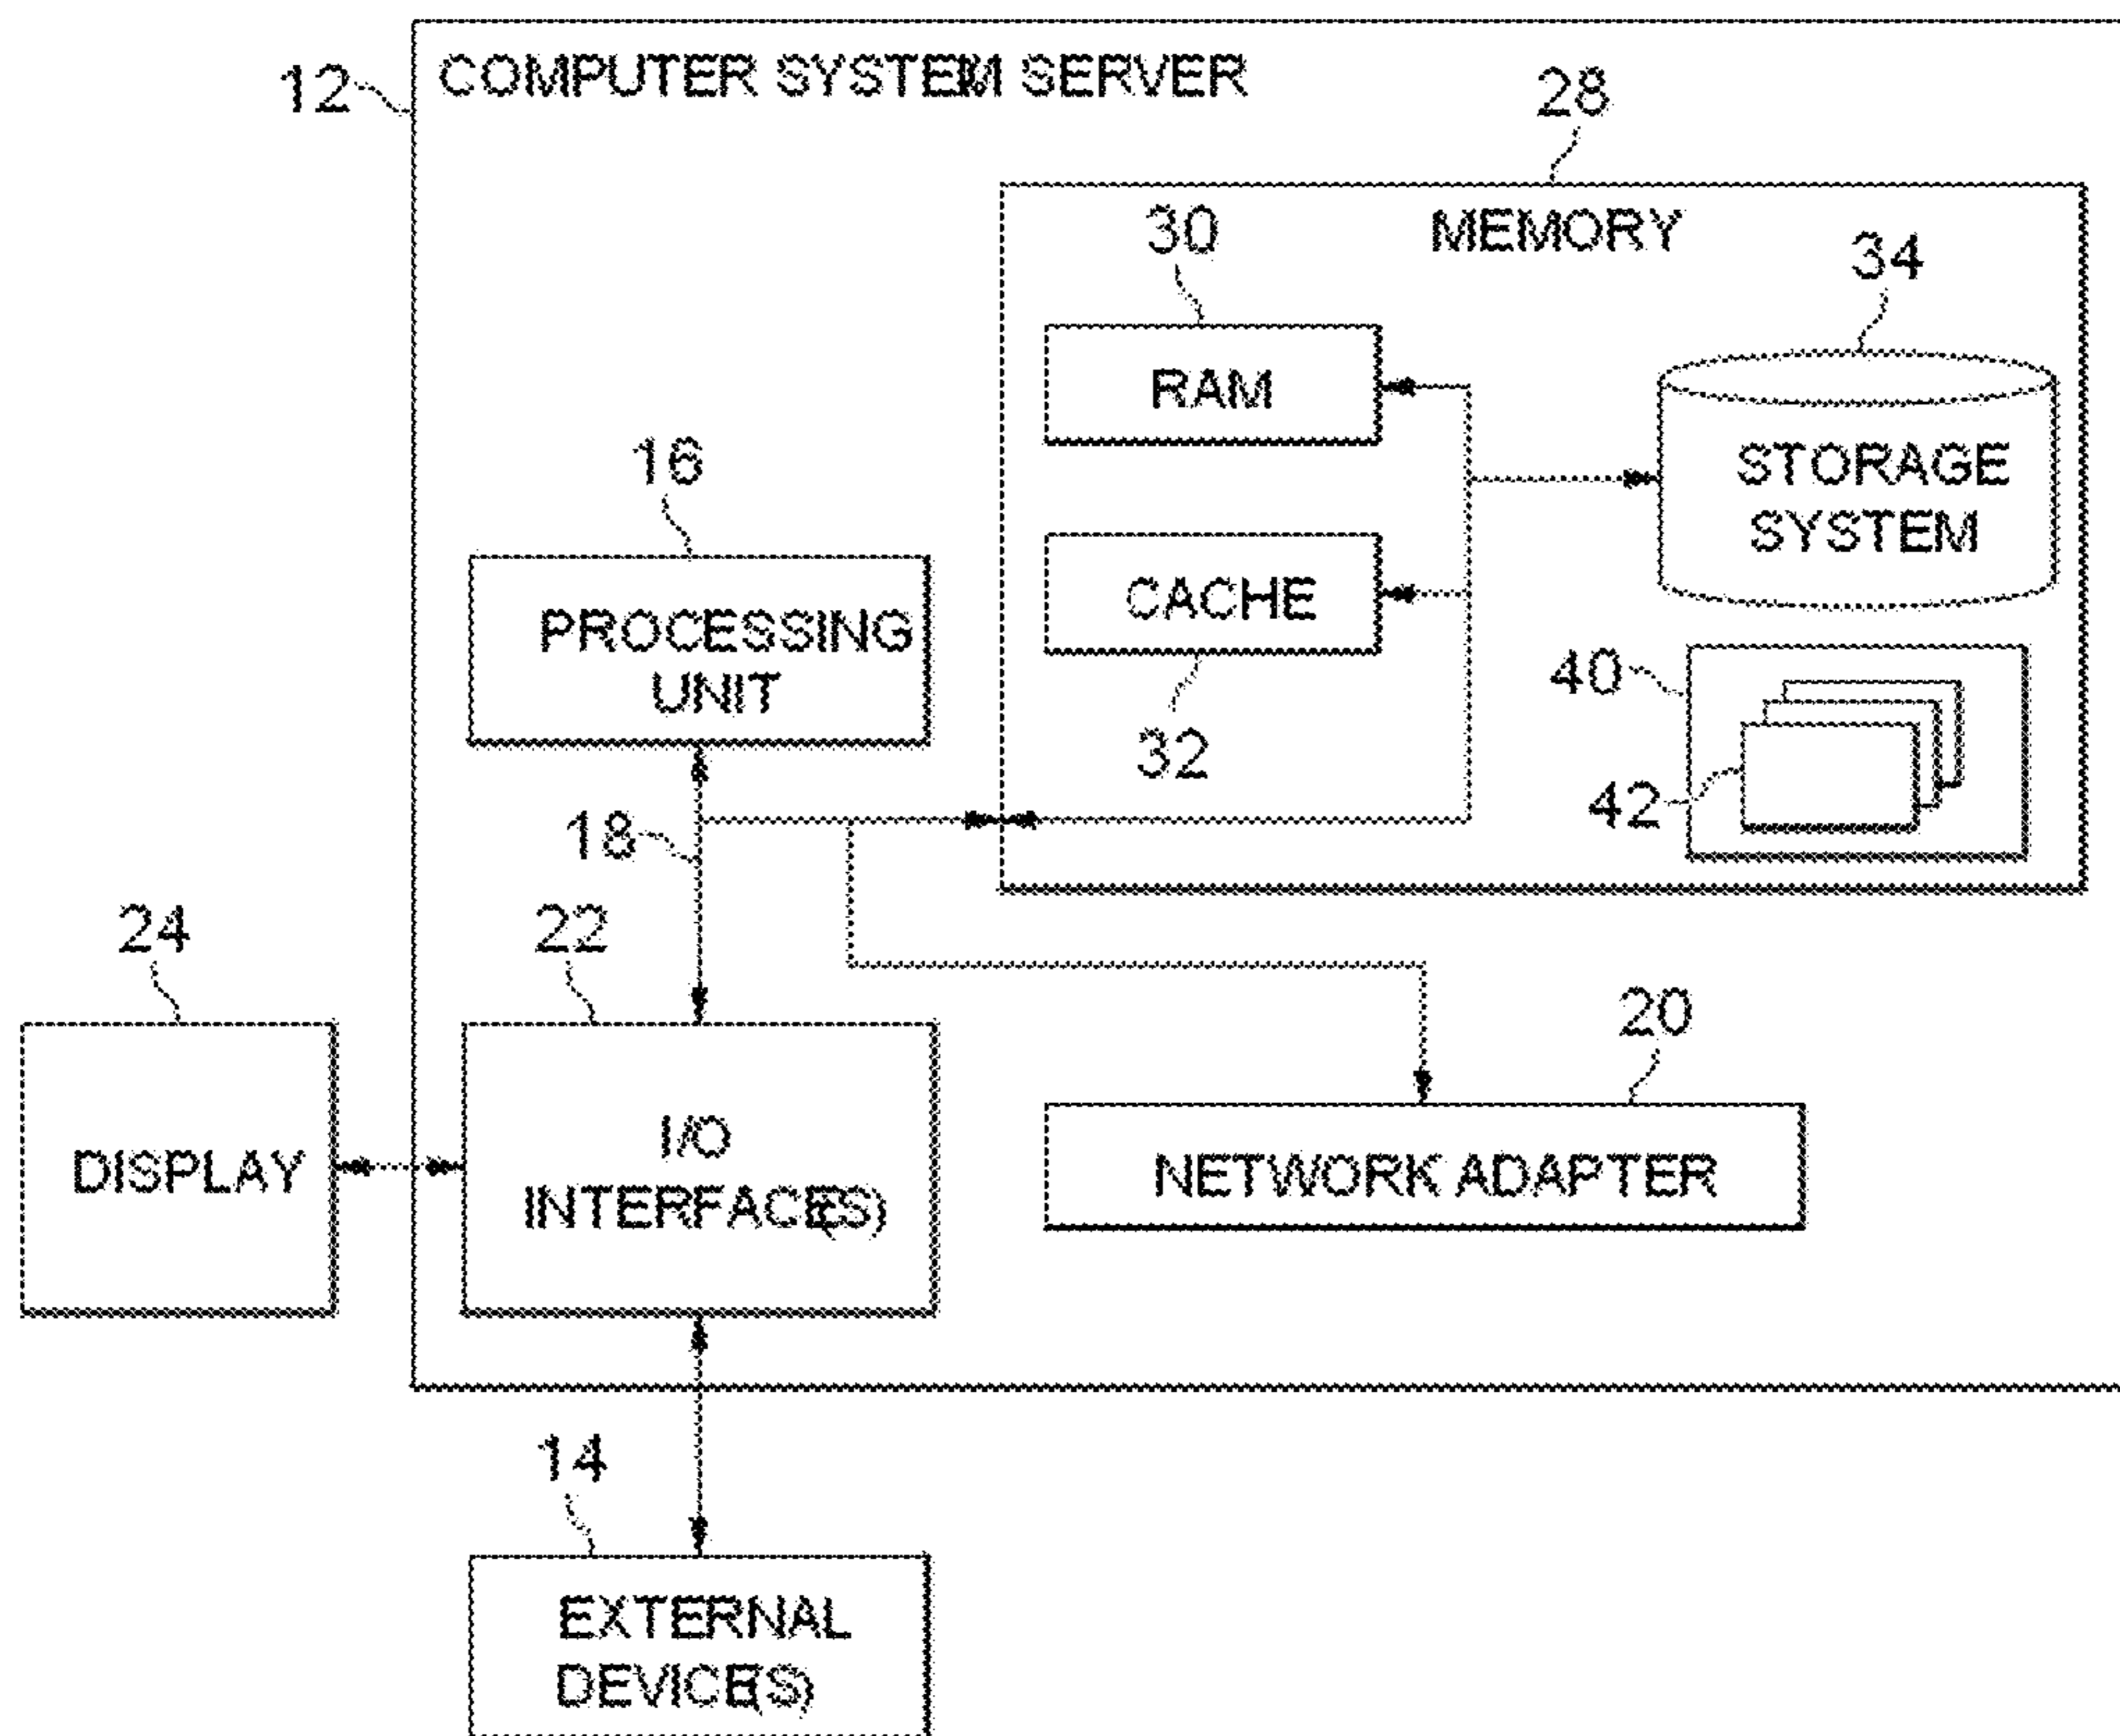 12
COMPUTER SYSTEM SERVER
28
MEMORY
30
34
RAM
STORAGE
SYSTEM
16
PROCESSING
UNIT
CACHE
32
40
42
18
24
22
20
DISPLAY
I/O
INTERFACE(S)
NETWORK ADAPTER
14
EXTERNAL
DEVICE(S)